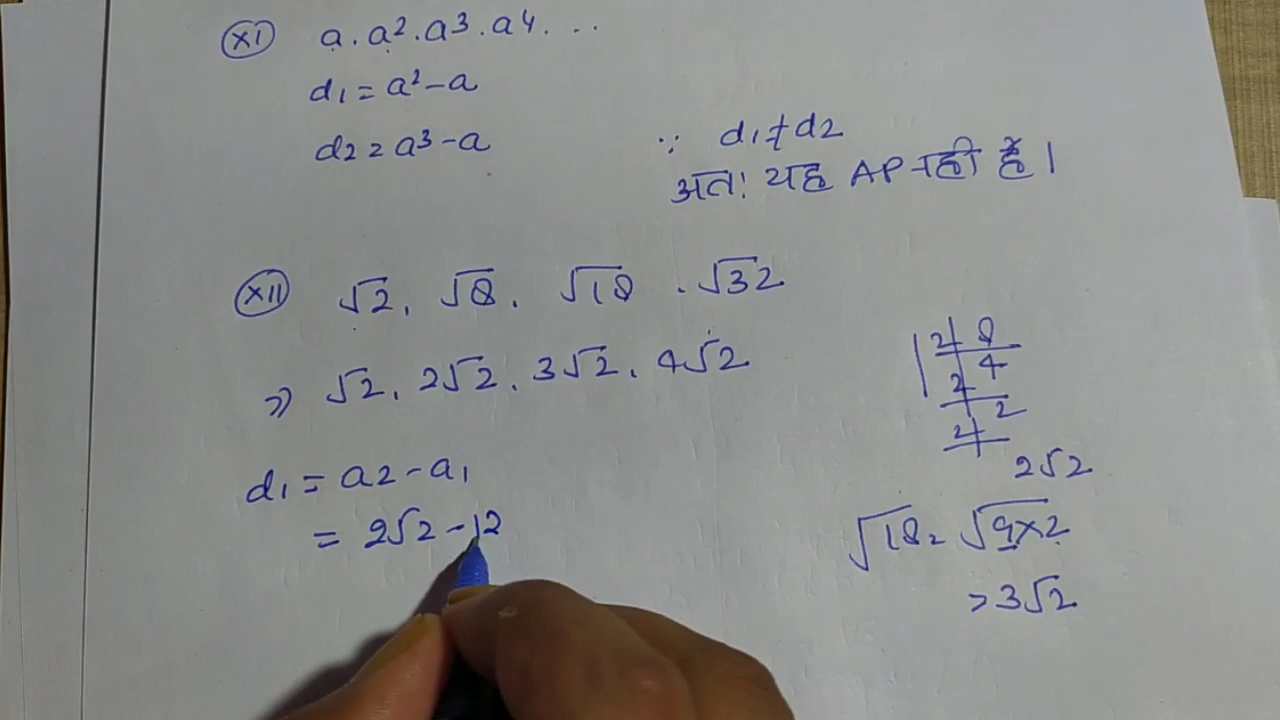 (XI) a . a² . a³ . a4 . . .
d1 = a² - a
d2 = a³ - a
∵ d1 ≠ d2
अत! यह AP नही है।
(XII) √2, √8. √18 . √32
=> √2, 2√2. 3√2, 4√2
d1 = a2 - a1
= 2√2 - 12
2 8
2 4
2 2
2
2√2
√18 = √9×2
> 3√2